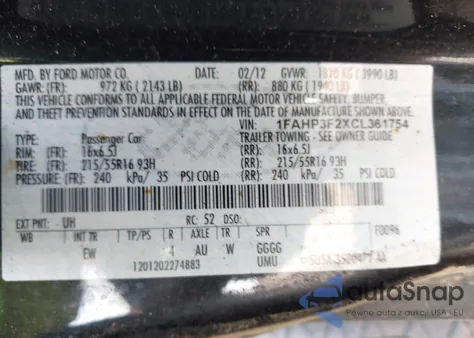 MFD. BY FORD MOTOR CO. DATE: 02/12 GVWR: 1810 KG (3990 LB)
GAWR: (FR): 972 KG (2143 LB) (RR): 880 KG (1940 LB)
THIS VEHICLE CONFORMS TO ALL APPLICABLE FEDERAL MOTOR VEHICLE SAFETY, BUMPER,
AND THEFT PREVENTION STANDARDS IN EFFECT ON THE DATE OF MANUFACTURE SHOWN ABOVE.
VIN: 1FAHP3F2XCL361754
TYPE: Passenger Car TRAILER TOWING - SEE OWNER GUIDE
RIM: (FR): 16x6.5J (RR): 16x6.5J
TIRE: (FR): 215/55R16 93H (RR): 215/55R16 93H
PRESSURE: (FR): 240 kPa/ 35 PSI COLD (RR): 240 kPa/ 35 PSI COLD
EXT PNT: UH RC: 52 DSO: F0096
WB INT TR TP/PS R AXLE TR SPR
EW 4 AU W GGGG
1201202274883 UMU
autoSnap